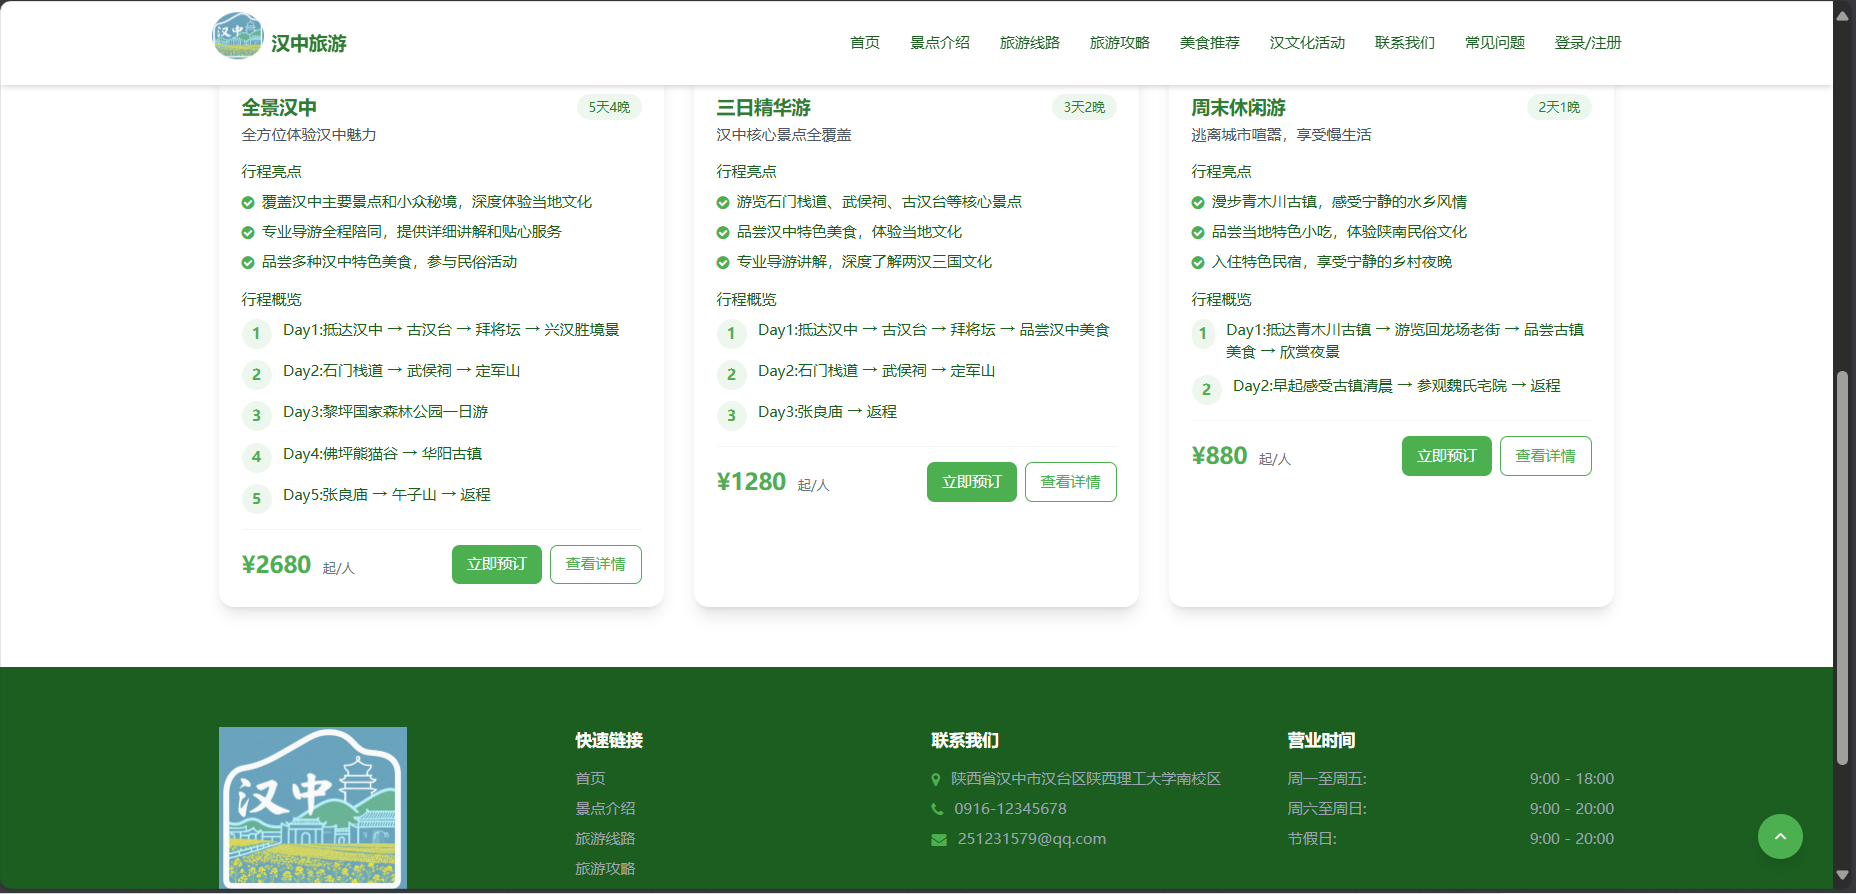 汉中
汉中旅游
首页
景点介绍
旅游线路
旅游攻略
美食推荐
汉文化活动
联系我们
常见问题
登录/注册
全景汉中
5天4晚
全方位体验汉中魅力
行程亮点
覆盖汉中主要景点和小众秘境，深度体验当地文化
专业导游全程陪同，提供详细讲解和贴心服务
品尝多种汉中特色美食，参与民俗活动
行程概览
1 Day1:抵达汉中 → 古汉台 → 拜将坛 → 兴汉胜境景
2 Day2:石门栈道 → 武侯祠 → 定军山
3 Day3:黎坪国家森林公园一日游
4 Day4:佛坪熊猫谷 → 华阳古镇
5 Day5:张良庙 → 午子山 → 返程
¥2680 起/人
立即预订
查看详情
三日精华游
3天2晚
汉中核心景点全覆盖
行程亮点
游览石门栈道、武侯祠、古汉台等核心景点
品尝汉中特色美食，体验当地文化
专业导游讲解，深度了解两汉三国文化
行程概览
1 Day1:抵达汉中 → 古汉台 → 拜将坛 → 品尝汉中美食
2 Day2:石门栈道 → 武侯祠 → 定军山
3 Day3:张良庙 → 返程
¥1280 起/人
立即预订
查看详情
周末休闲游
2天1晚
逃离城市喧嚣，享受慢生活
行程亮点
漫步青木川古镇，感受宁静的水乡风情
品尝当地特色小吃，体验陕南民俗文化
入住特色民宿，享受宁静的乡村夜晚
行程概览
1 Day1:抵达青木川古镇 → 游览回龙场老街 → 品尝古镇
美食 → 欣赏夜景
2 Day2:早起感受古镇清晨 → 参观魏氏宅院 → 返程
¥880 起/人
立即预订
查看详情
汉中
快速链接
首页
景点介绍
旅游线路
旅游攻略
联系我们
陕西省汉中市汉台区陕西理工大学南校区
0916-12345678
251231579@qq.com
营业时间
周一至周五: 9:00 - 18:00
周六至周日: 9:00 - 20:00
节假日: 9:00 - 20:00